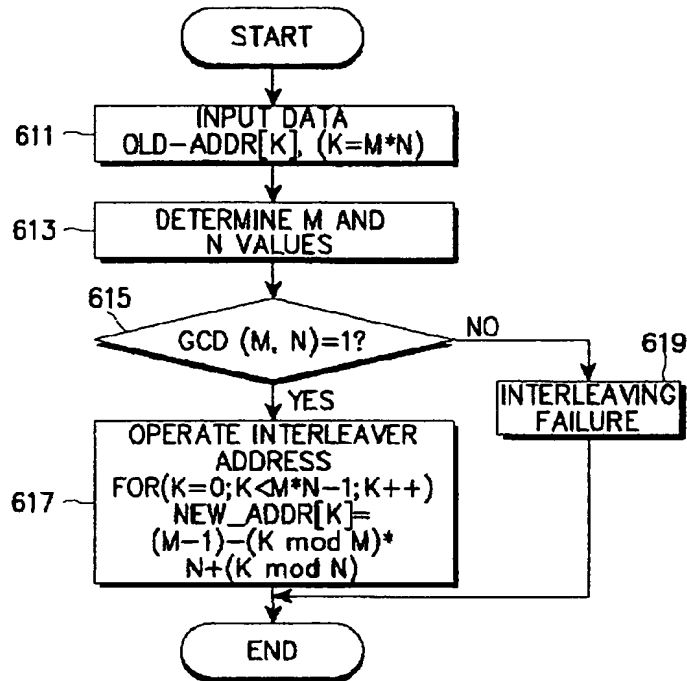 START
611
INPUT DATA
OLD-ADDR[K], (K=M*N)
613
DETERMINE M AND
N VALUES
615
GCD (M, N)=1?
NO
619
INTERLEAVING
FAILURE
YES
617
OPERATE INTERLEAVER
ADDRESS
FOR(K=0;K<M*N-1;K++)
NEW_ADDR[K]=
(M-1)-(K mod M)*
N+(K mod N)
END